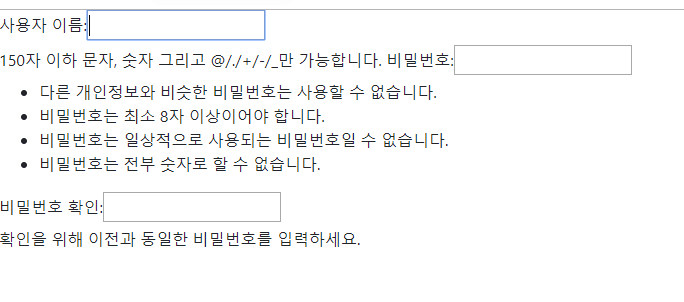 사용자 이름:
150자 이하 문자, 숫자 그리고 @/./+/-/_만 가능합니다. 비밀번호:
다른 개인정보와 비슷한 비밀번호는 사용할 수 없습니다.
비밀번호는 최소 8자 이상이어야 합니다.
비밀번호는 일상적으로 사용되는 비밀번호일 수 없습니다.
비밀번호는 전부 숫자로 할 수 없습니다.
비밀번호 확인:
확인을 위해 이전과 동일한 비밀번호를 입력하세요.